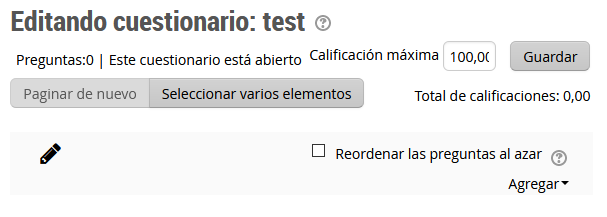 Editando cuestionario: test
Preguntas:0 | Este cuestionario está abierto Calificación máxima 100,00 Guardar
Paginar de nuevo Seleccionar varios elementos Total de calificaciones: 0,00
Reordenar las preguntas al azar
Agregar